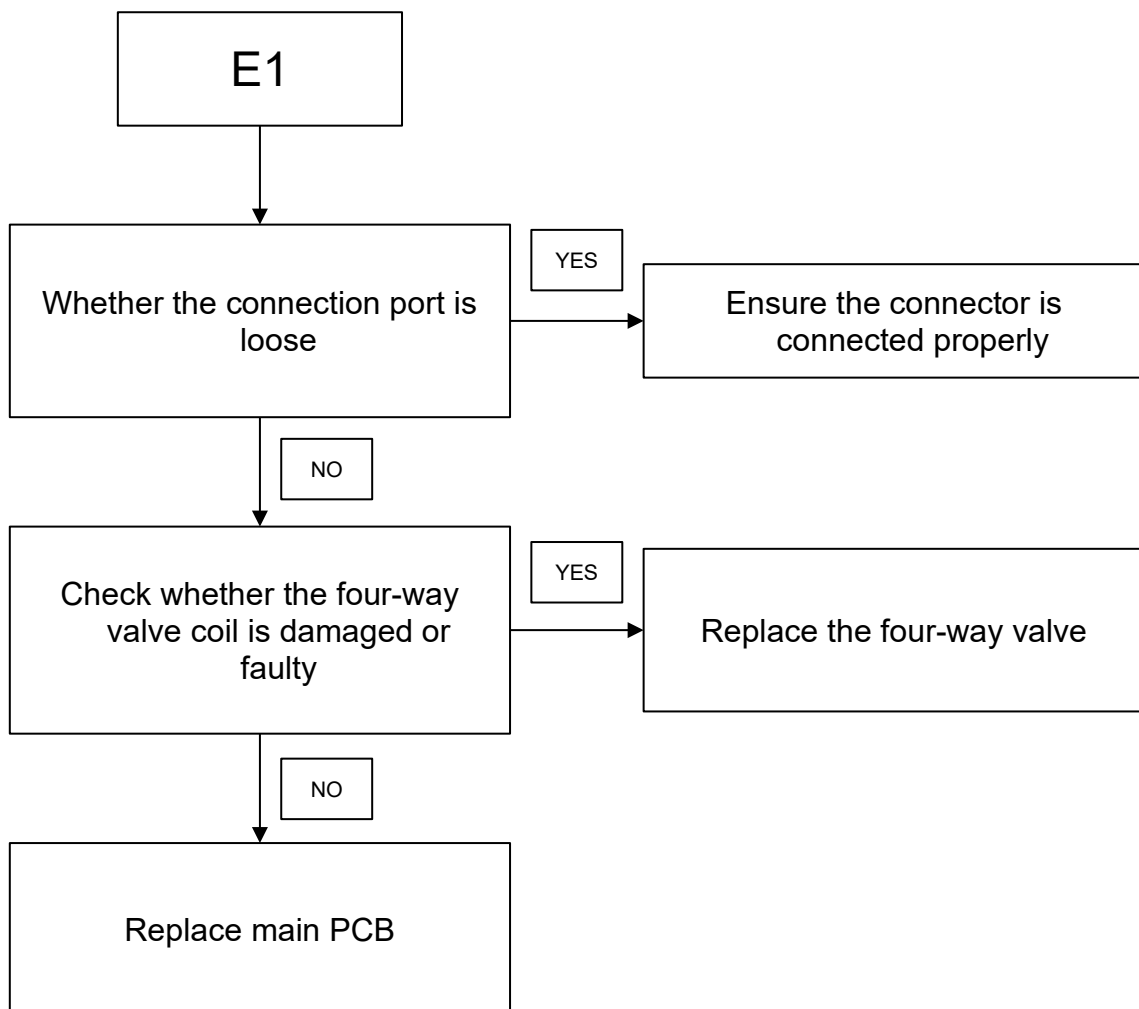 E1
Whether the connection port is
loose
YES
Ensure the connector is
connected properly
NO
Check whether the four-way
valve coil is damaged or
faulty
YES
Replace the four-way valve
NO
Replace main PCB